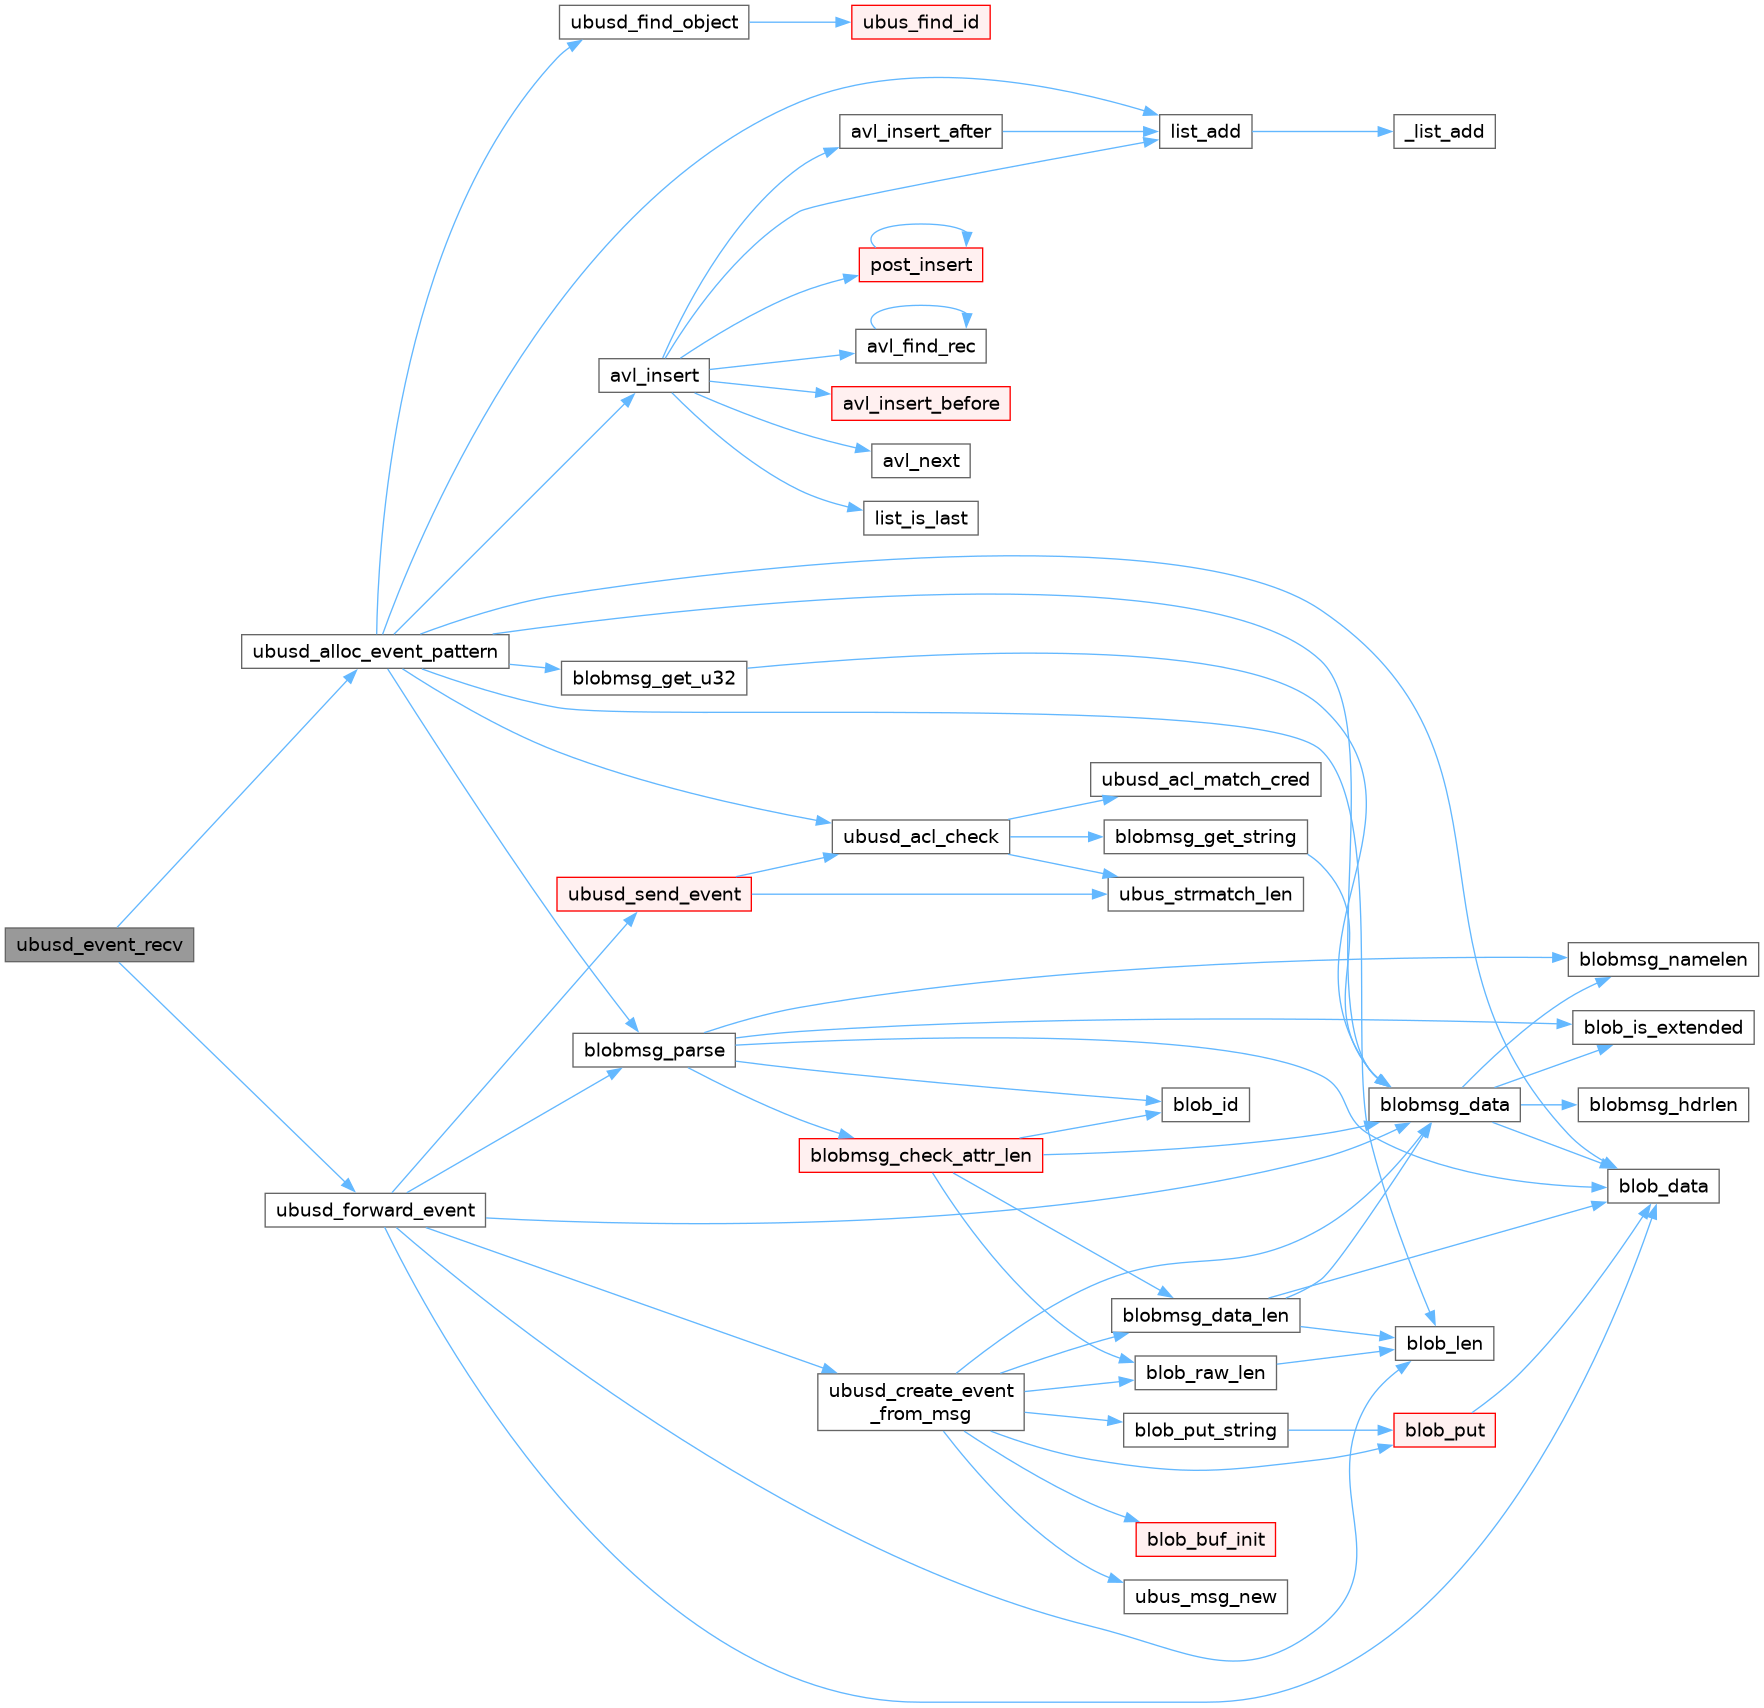 ubusd_find_object
ubus_find_id
avl_insert_after
list_add
_list_add
post_insert
avl_find_rec
avl_insert
avl_insert_before
avl_next
list_is_last
ubusd_alloc_event_pattern
blobmsg_get_u32
ubusd_acl_match_cred
ubusd_acl_check
blobmsg_get_string
ubusd_send_event
ubus_strmatch_len
ubusd_event_recv
blobmsg_namelen
blob_is_extended
blobmsg_parse
blob_id
blobmsg_data
blobmsg_hdrlen
blobmsg_check_attr_len
blob_data
ubusd_forward_event
blobmsg_data_len
blob_len
blob_raw_len
ubusd_create_event
_from_msg
blob_put_string
blob_put
blob_buf_init
ubus_msg_new